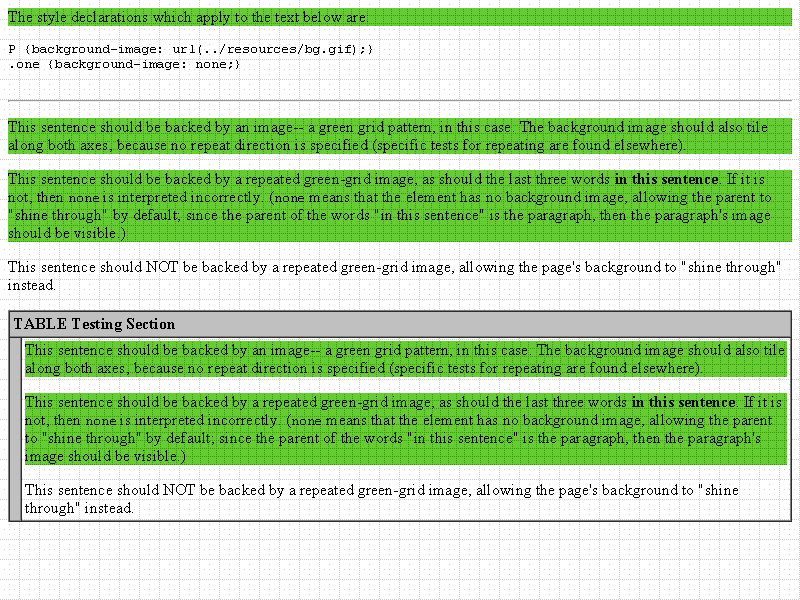 The style declarations which apply to the text below are:
P {background-image: url(../resources/bg.gif);}
.one {background-image: none;}
This sentence should be backed by an image-- a green grid pattern, in this case. The background image should also tile
along both axes, because no repeat direction is specified (specific tests for repeating are found elsewhere).
This sentence should be backed by a repeated green-grid image, as should the last three words in this sentence. If it is
not, then none is interpreted incorrectly. (none means that the element has no background image, allowing the parent to
"shine through" by default; since the parent of the words "in this sentence" is the paragraph, then the paragraph's image
should be visible.)
This sentence should NOT be backed by a repeated green-grid image, allowing the page's background to "shine through"
instead.
TABLE Testing Section
This sentence should be backed by an image-- a green grid pattern, in this case. The background image should also tile
along both axes, because no repeat direction is specified (specific tests for repeating are found elsewhere).
This sentence should be backed by a repeated green-grid image, as should the last three words in this sentence. If it is
not, then none is interpreted incorrectly. (none means that the element has no background image, allowing the parent
to "shine through" by default; since the parent of the words "in this sentence" is the paragraph, then the paragraph's
image should be visible.)
This sentence should NOT be backed by a repeated green-grid image, allowing the page's background to "shine
through" instead.